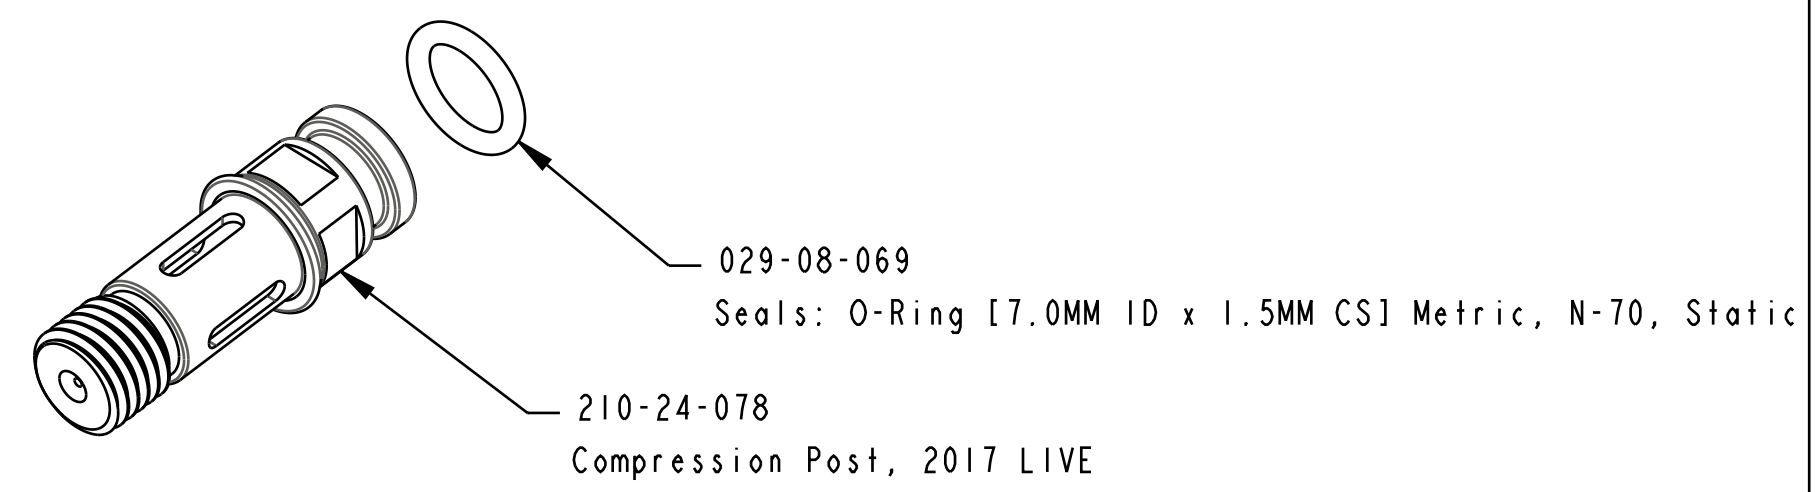 029-08-069
Seals: O-Ring [7.0MM ID x 1.5MM CS] Metric, N-70, Static
210-24-078
Compression Post, 2017 LIVE